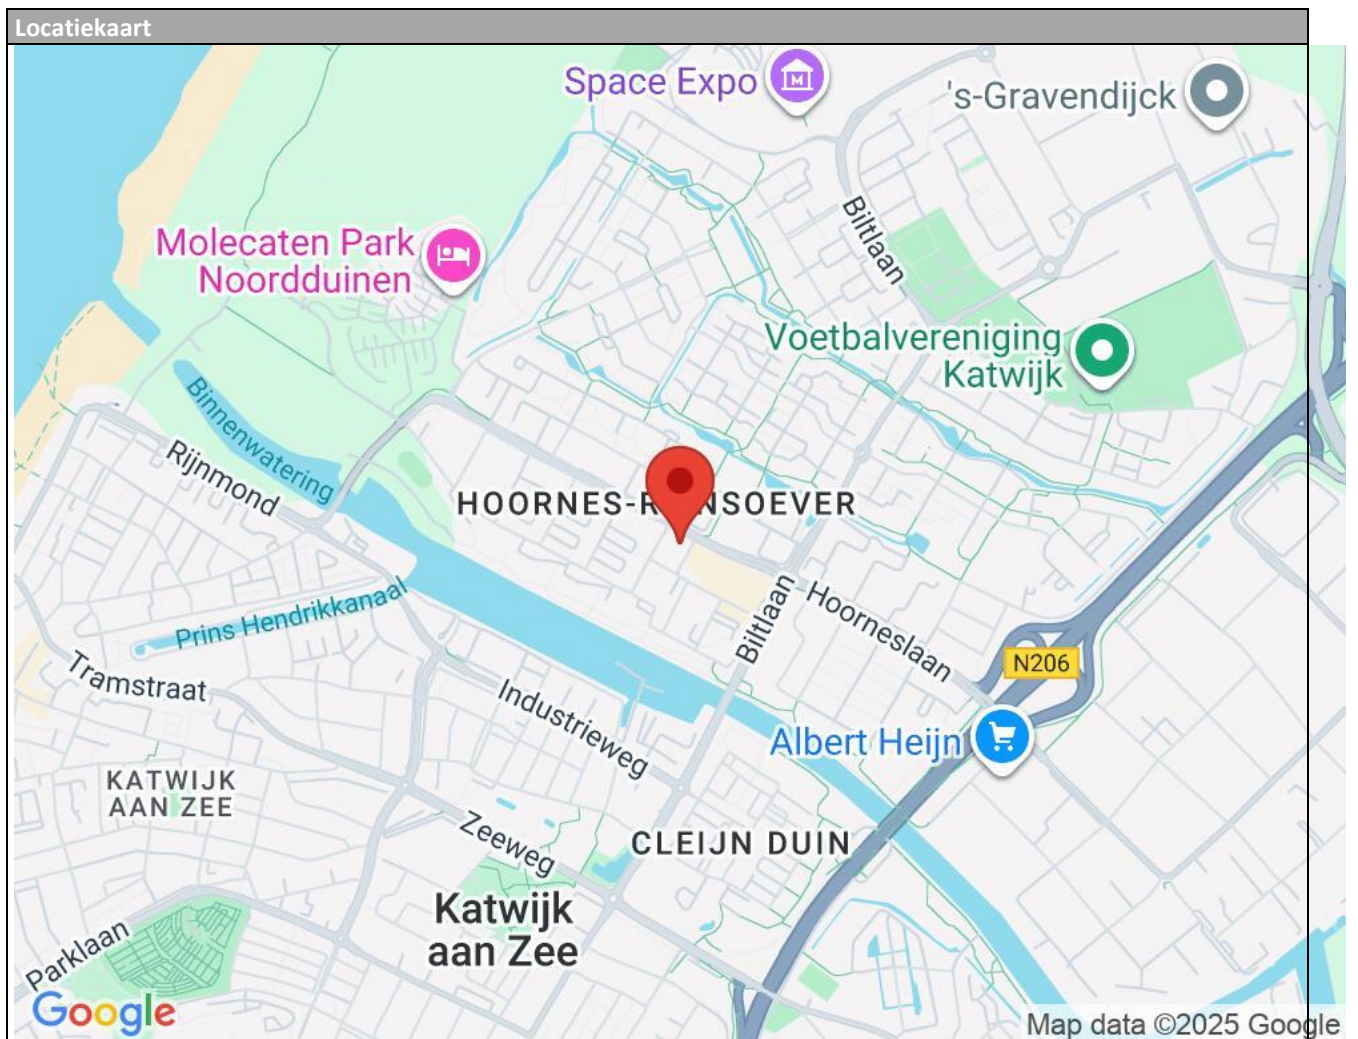 Locatiekaart
Space Expo
's-Gravendijck
Biltlaan
Molecaten Park
Noordduinen
Voetbalvereniging
Katwijk
Binnenwatering
Rijnmond
HOORNES-R NSOEVER
Prins Hendrikkanaal
Biltlaan
Hoorneslaan
N206
Tramstraat
Industrieweg
Albert Heijn
KATWIJK
AAN ZEE
Zeeweg
CLEIJN DUIN
Katwijk
aan Zee
Parklaan
Google
Map data ©2025 Google